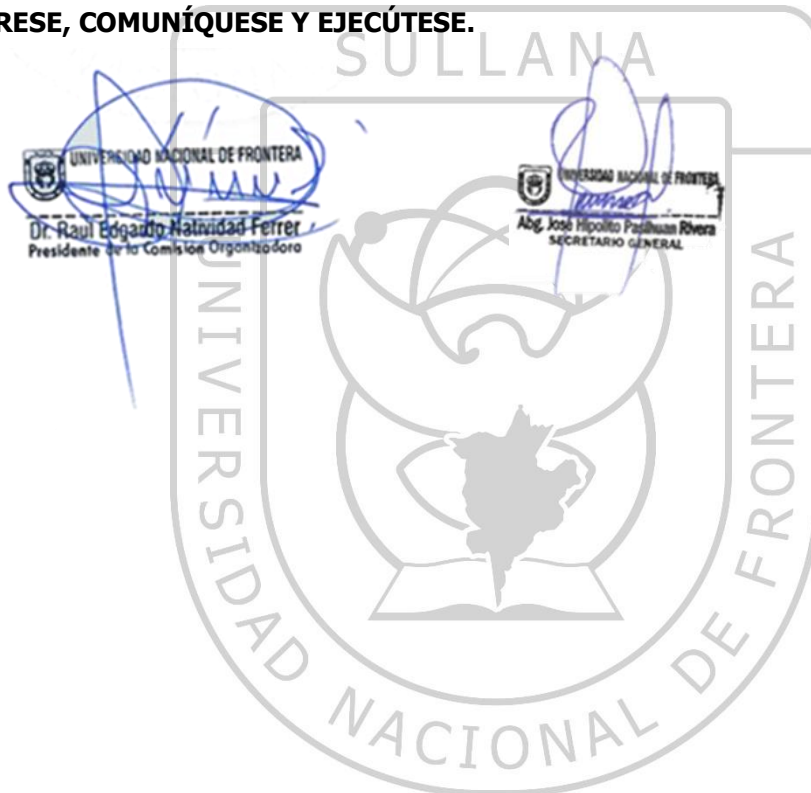 RESE, COMUNÍQUESE Y EJECÚTESE.
SULLANA
UNIVERSIDAD NACIONAL DE FRONTERA
Dr. Raul Edgardo Natividad Ferrer
Presidente de la Comisión Organizadora
UNIVERSIDAD NACIONAL DE FRONTERA
Abg. José Hipolito Pasihuan Rivera
SECRETARIO GENERAL
UNIVERSIDAD NACIONAL DE FRONTERA